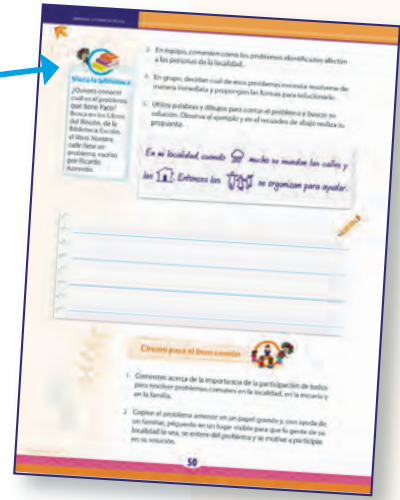 Visita la biblioteca
¿Quieres conocer
cuál es el problema
que tiene Paco?
Busca en los Libros
del Rincón, de la
Biblioteca Escolar,
el libro Nuestra
calle tiene un
problema, escrito
por Ricardo
Azevedo.
3. En equipo, comenten cómo los problemas identificados afectan
a las personas de la localidad.
4. En grupo, decidan cuál de esos problemas necesita resolverse de
manera inmediata y propongan las formas para solucionarlo.
5. Utiliza palabras y dibujos para contar el problema y buscar su
solución. Observa el ejemplo y en el recuadro de abajo realiza tu
propuesta.
En mi localidad, cuando mucho se inundan las calles y
las . Entonces los se organizan para ayudar.
Crecen para el bien común
1. Comenten acerca de la importancia de la participación de todos
para resolver problemas comunes en la localidad, en la escuela y
en la familia.
2. Copien el problema anterior en un papel grande y, con ayuda de
un familiar, péguenlo en un lugar visible para que la gente de su
localidad lo vea, se entere del problema y se motive a participar
en su solución.
50